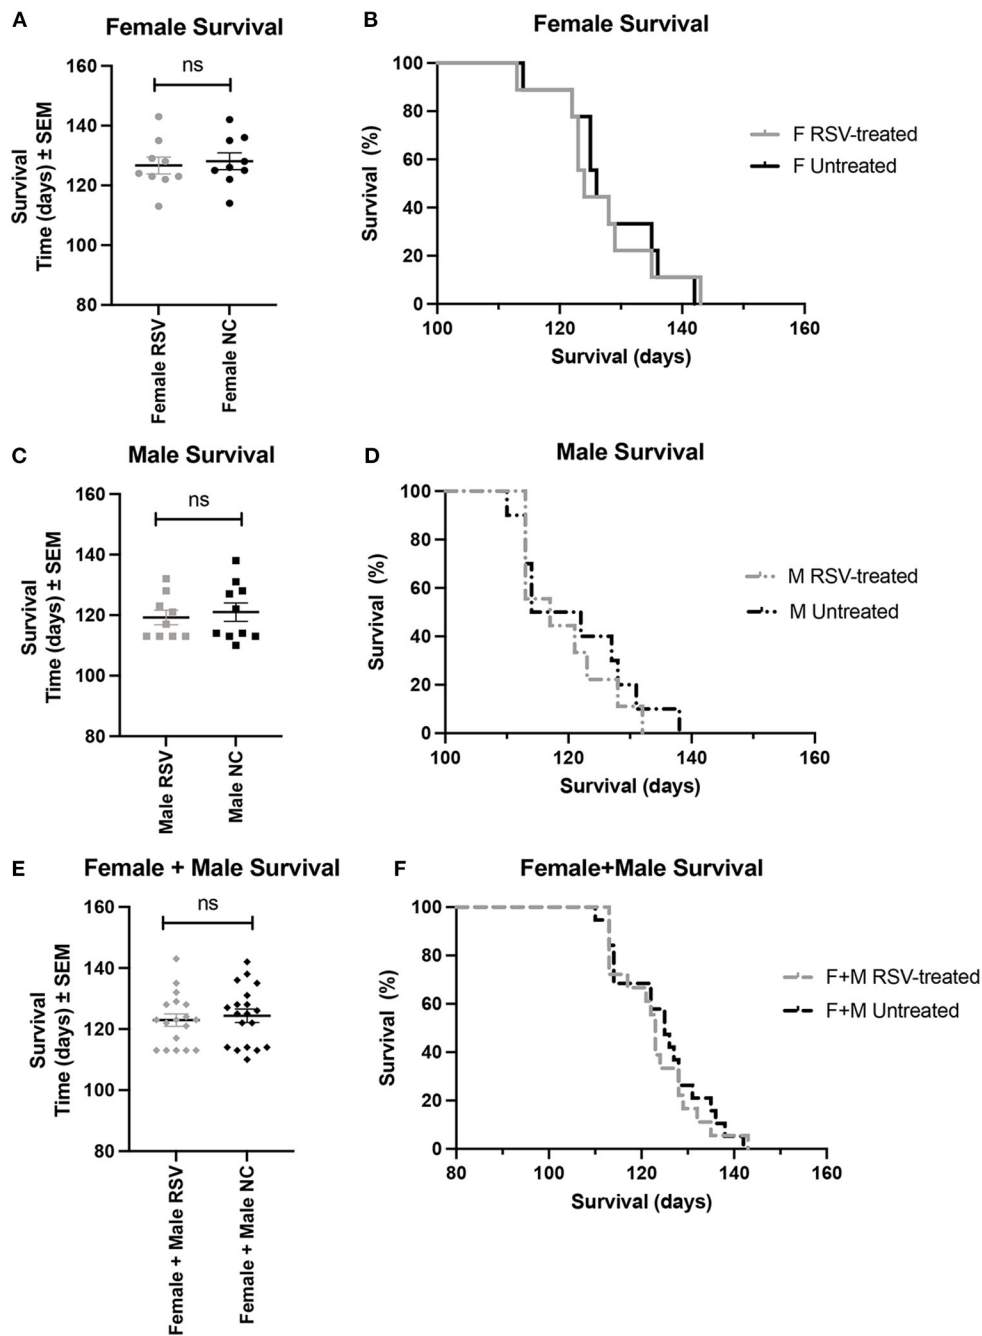 A
Female Survival
ns
Survival
Time (days) ± SEM
160
140
120
100
80
Female RSV
Female NC
B
Female Survival
Survival (%)
100
80
60
40
20
0
100
120
140
160
Survival (days)
F RSV-treated
F Untreated
C
Male Survival
ns
Survival
Time (days) ± SEM
160
140
120
100
80
Male RSV
Male NC
D
Male Survival
Survival (%)
100
80
60
40
20
0
100
120
140
160
Survival (days)
M RSV-treated
M Untreated
E
Female + Male Survival
ns
Survival
Time (days) ± SEM
160
140
120
100
80
Female + Male RSV
Female + Male NC
F
Female+Male Survival
Survival (%)
100
80
60
40
20
0
80
100
120
140
160
Survival (days)
F+M RSV-treated
F+M Untreated